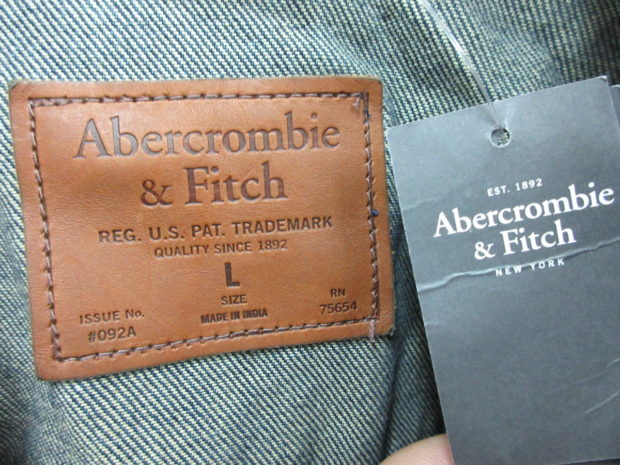 Abercrombie
& Fitch
REG. U.S. PAT. TRADEMARK
QUALITY SINCE 1892
L
SIZE
MADE IN INDIA
ISSUE No.
#092A
RN
75654
EST. 1892
Abercrombie
& Fitch
NEW YORK